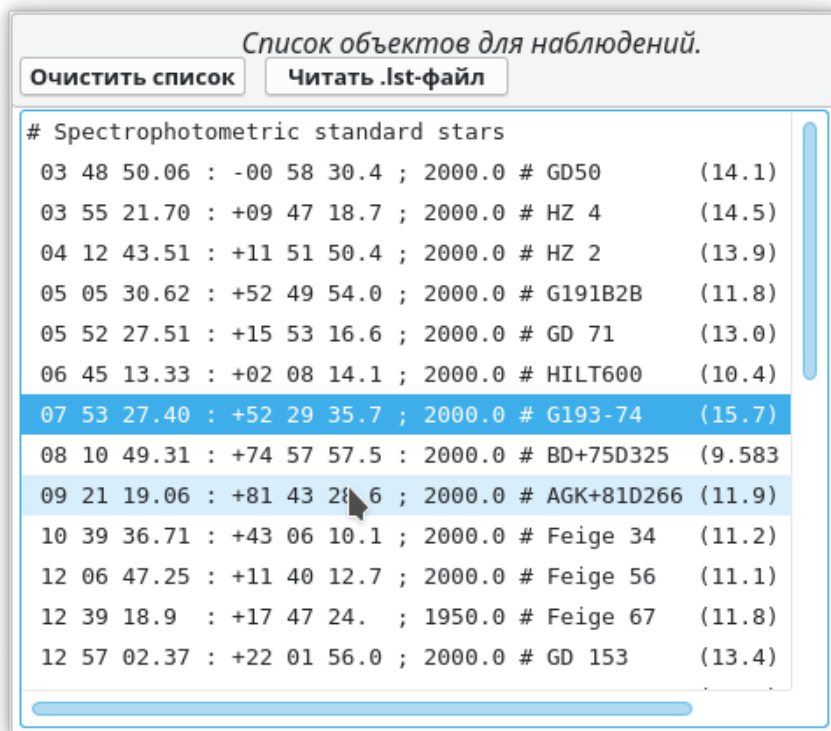 Список объектов для наблюдений.
Очистить список Читать .lst-файл
# Spectrophotometric standard stars
03 48 50.06 : -00 58 30.4 ; 2000.0 # GD50 (14.1)
03 55 21.70 : +09 47 18.7 ; 2000.0 # HZ 4 (14.5)
04 12 43.51 : +11 51 50.4 ; 2000.0 # HZ 2 (13.9)
05 05 30.62 : +52 49 54.0 ; 2000.0 # G191B2B (11.8)
05 52 27.51 : +15 53 16.6 ; 2000.0 # GD 71 (13.0)
06 45 13.33 : +02 08 14.1 ; 2000.0 # HILT600 (10.4)
07 53 27.40 : +52 29 35.7 ; 2000.0 # G193-74 (15.7)
08 10 49.31 : +74 57 57.5 : 2000.0 # BD+75D325 (9.583
09 21 19.06 : +81 43 ; 2000.0 # AGK+81D266 (11.9)
10 39 36.71 : +43 06 10.1 ; 2000.0 # Feige 34 (11.2)
12 06 47.25 : +11 40 12.7 ; 2000.0 # Feige 56 (11.1)
12 39 18.9 : +17 47 24. ; 1950.0 # Feige 67 (11.8)
12 57 02.37 : +22 01 56.0 ; 2000.0 # GD 153 (13.4)